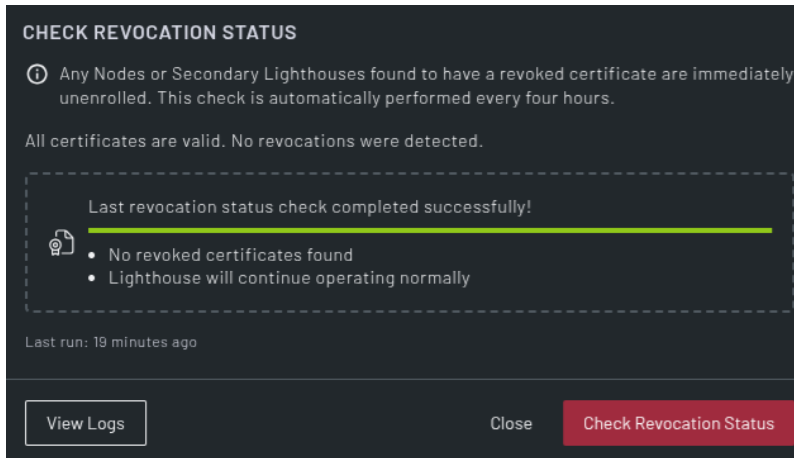 CHECK REVOCATION STATUS
Any Nodes or Secondary Lighthouses found to have a revoked certificate are immediately
unenrolled. This check is automatically performed every four hours.
All certificates are valid. No revocations were detected.
Last revocation status check completed successfully!
• No revoked certificates found
• Lighthouse will continue operating normally
Last run: 19 minutes ago
View Logs
Close
Check Revocation Status